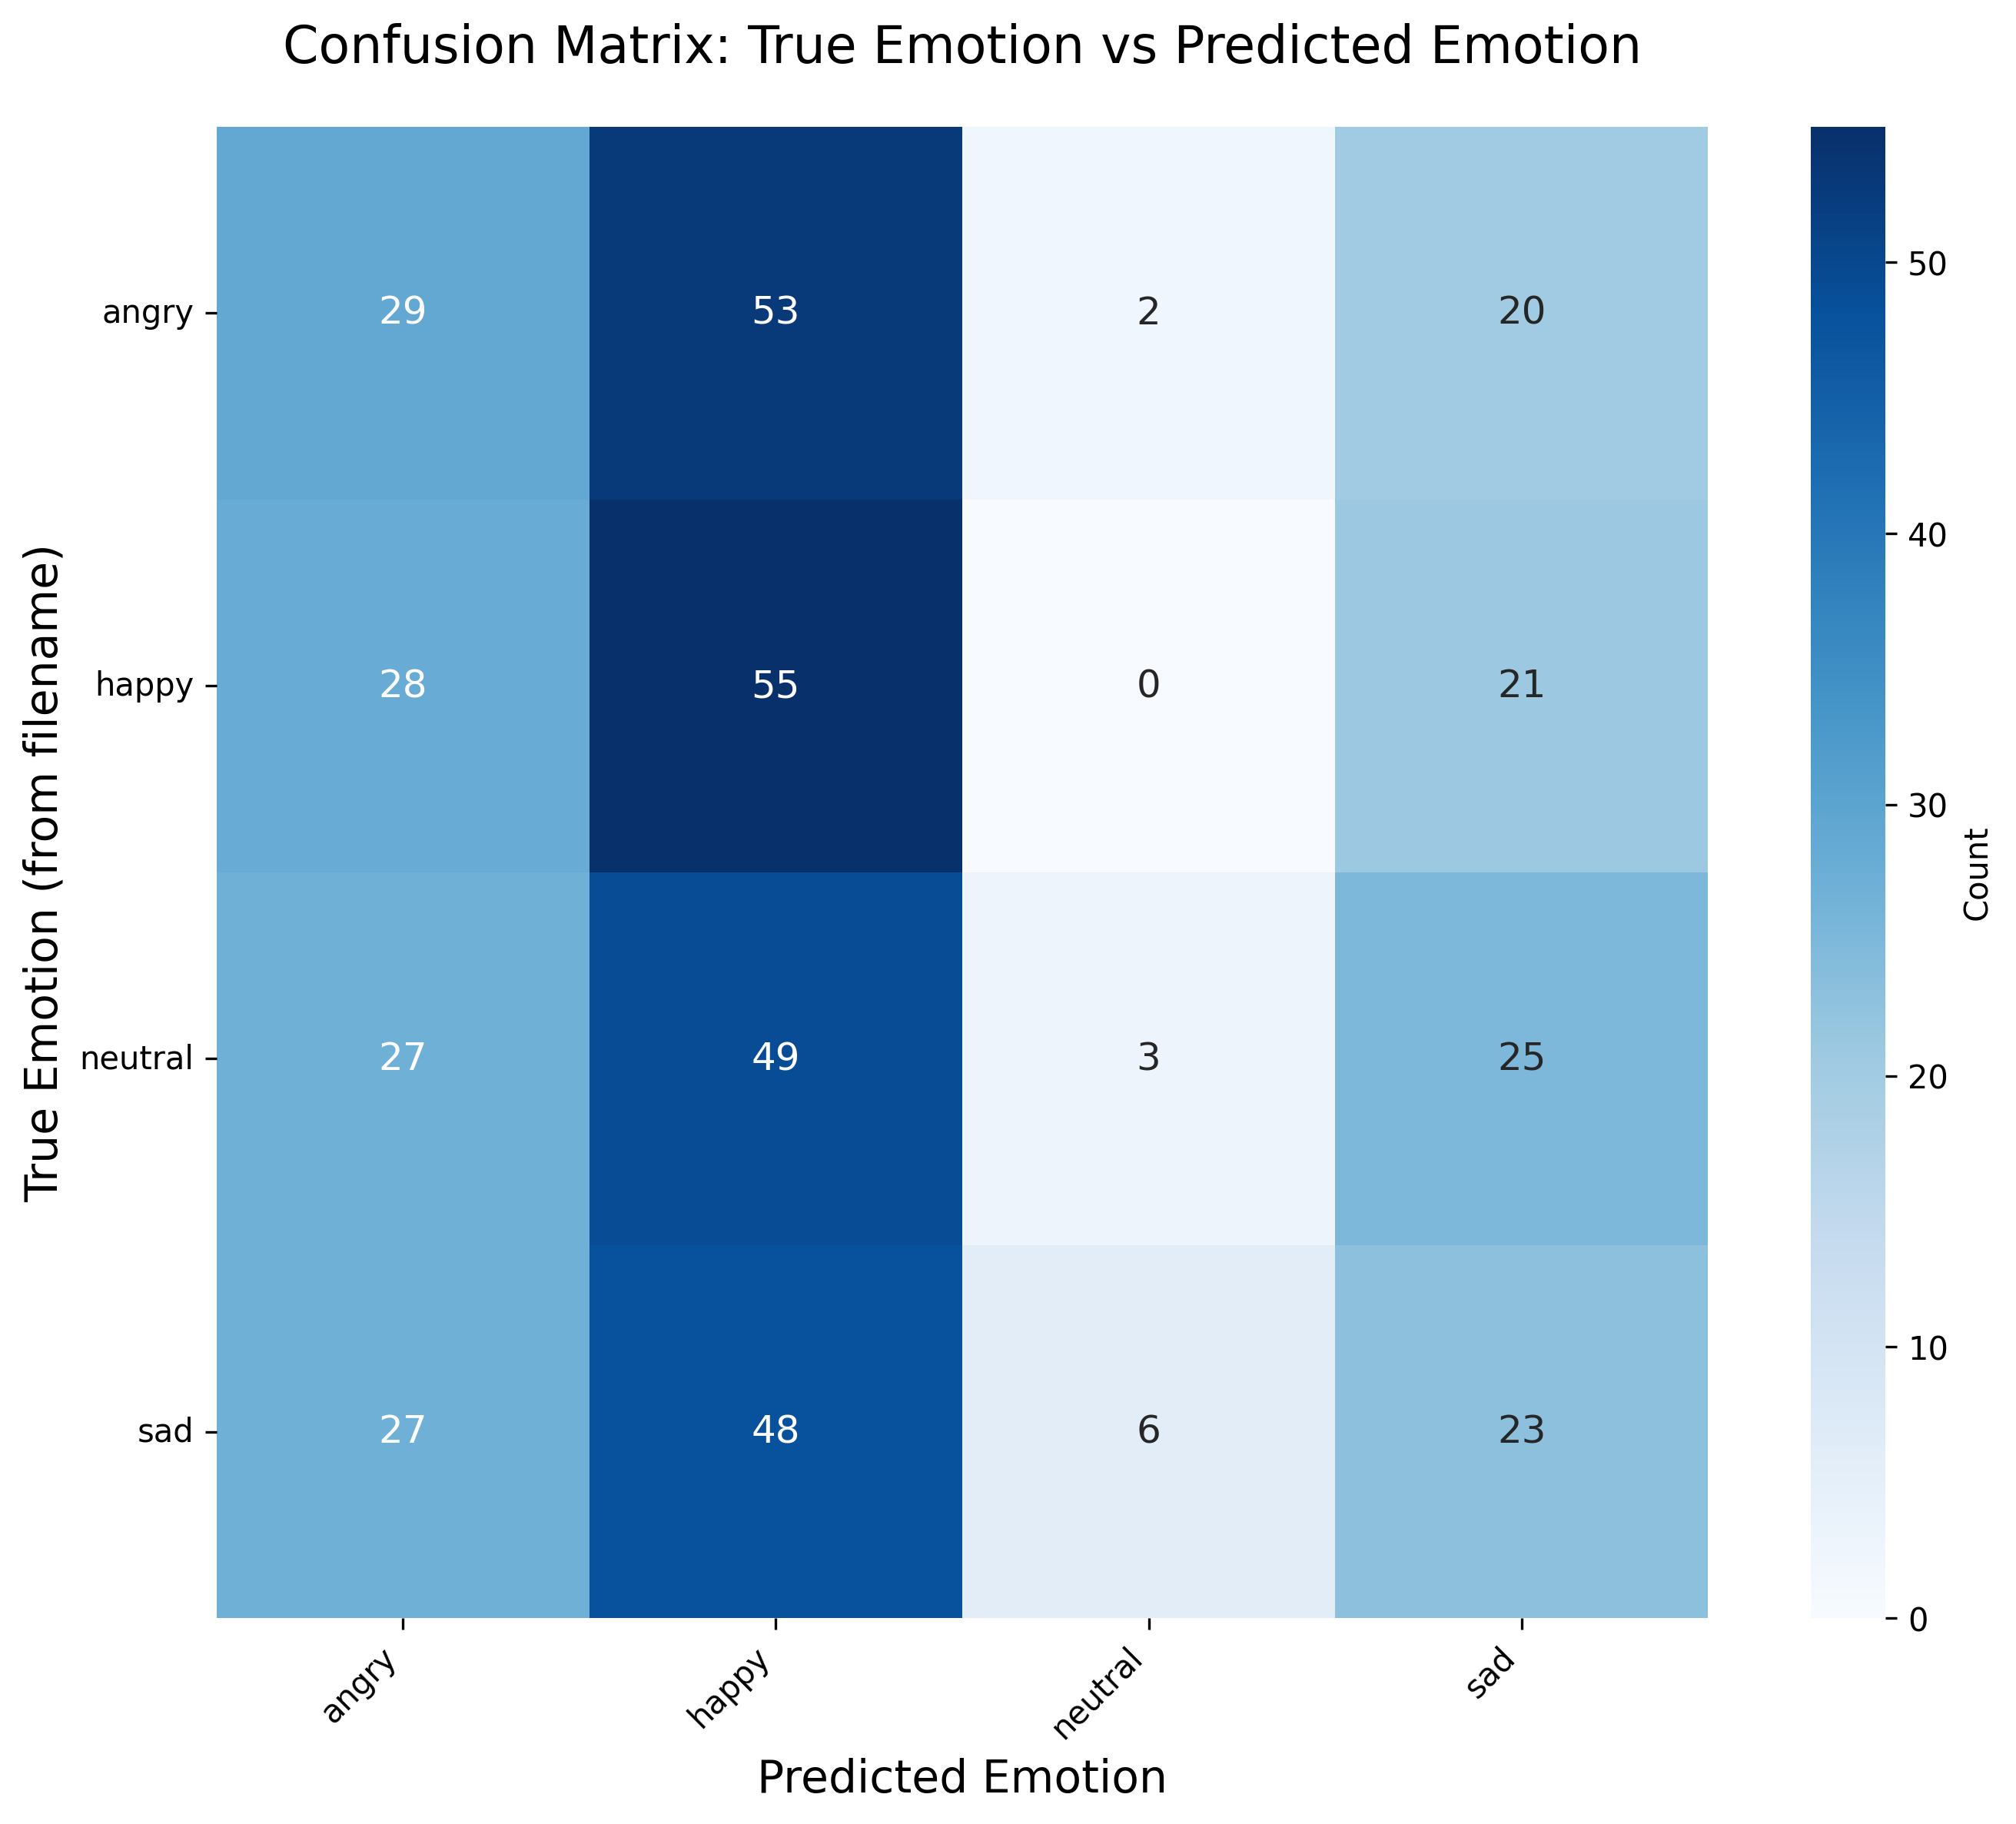 Confusion Matrix: True Emotion vs Predicted Emotion
True Emotion (from filename)
angry 29 53 2 20
happy 28 55 0 21
neutral 27 49 3 25
sad 27 48 6 23
angry happy neutral sad
Predicted Emotion
50
40
30
20
10
0
Count